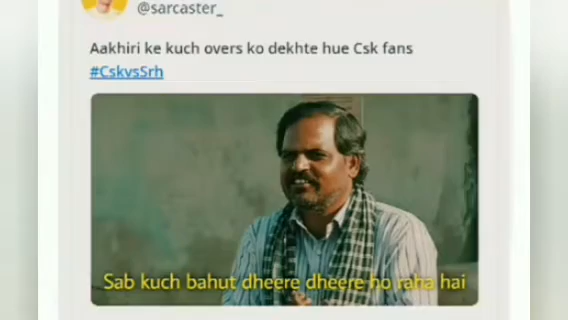 @sarcaster_
Aakhiri ke kuch overs ko dekhte hue Csk fans
#CskvsSrh
Sab kuch bahut dheere dheere ho raha hai